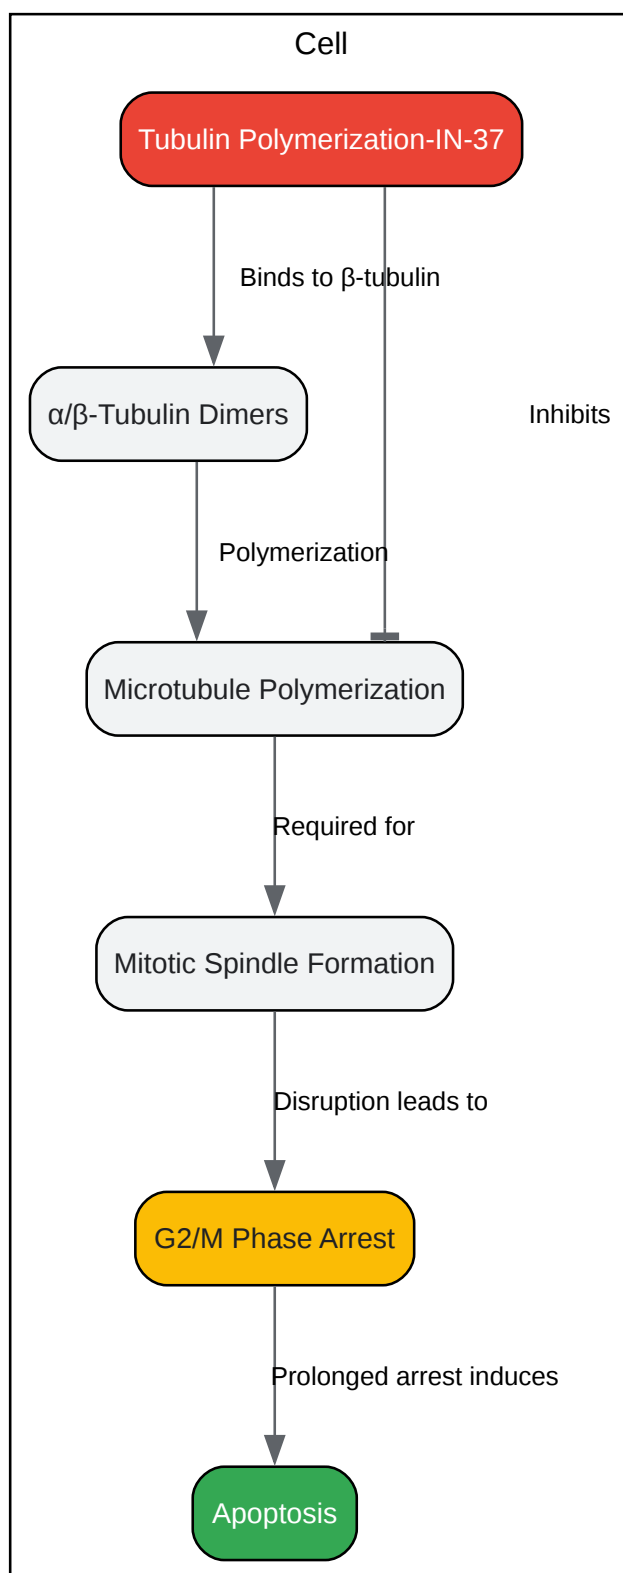 Cell
Tubulin Polymerization-IN-37
Binds to β-tubulin
α/β-Tubulin Dimers
Inhibits
Polymerization
Microtubule Polymerization
Required for
Mitotic Spindle Formation
Disruption leads to
G2/M Phase Arrest
Prolonged arrest induces
Apoptosis